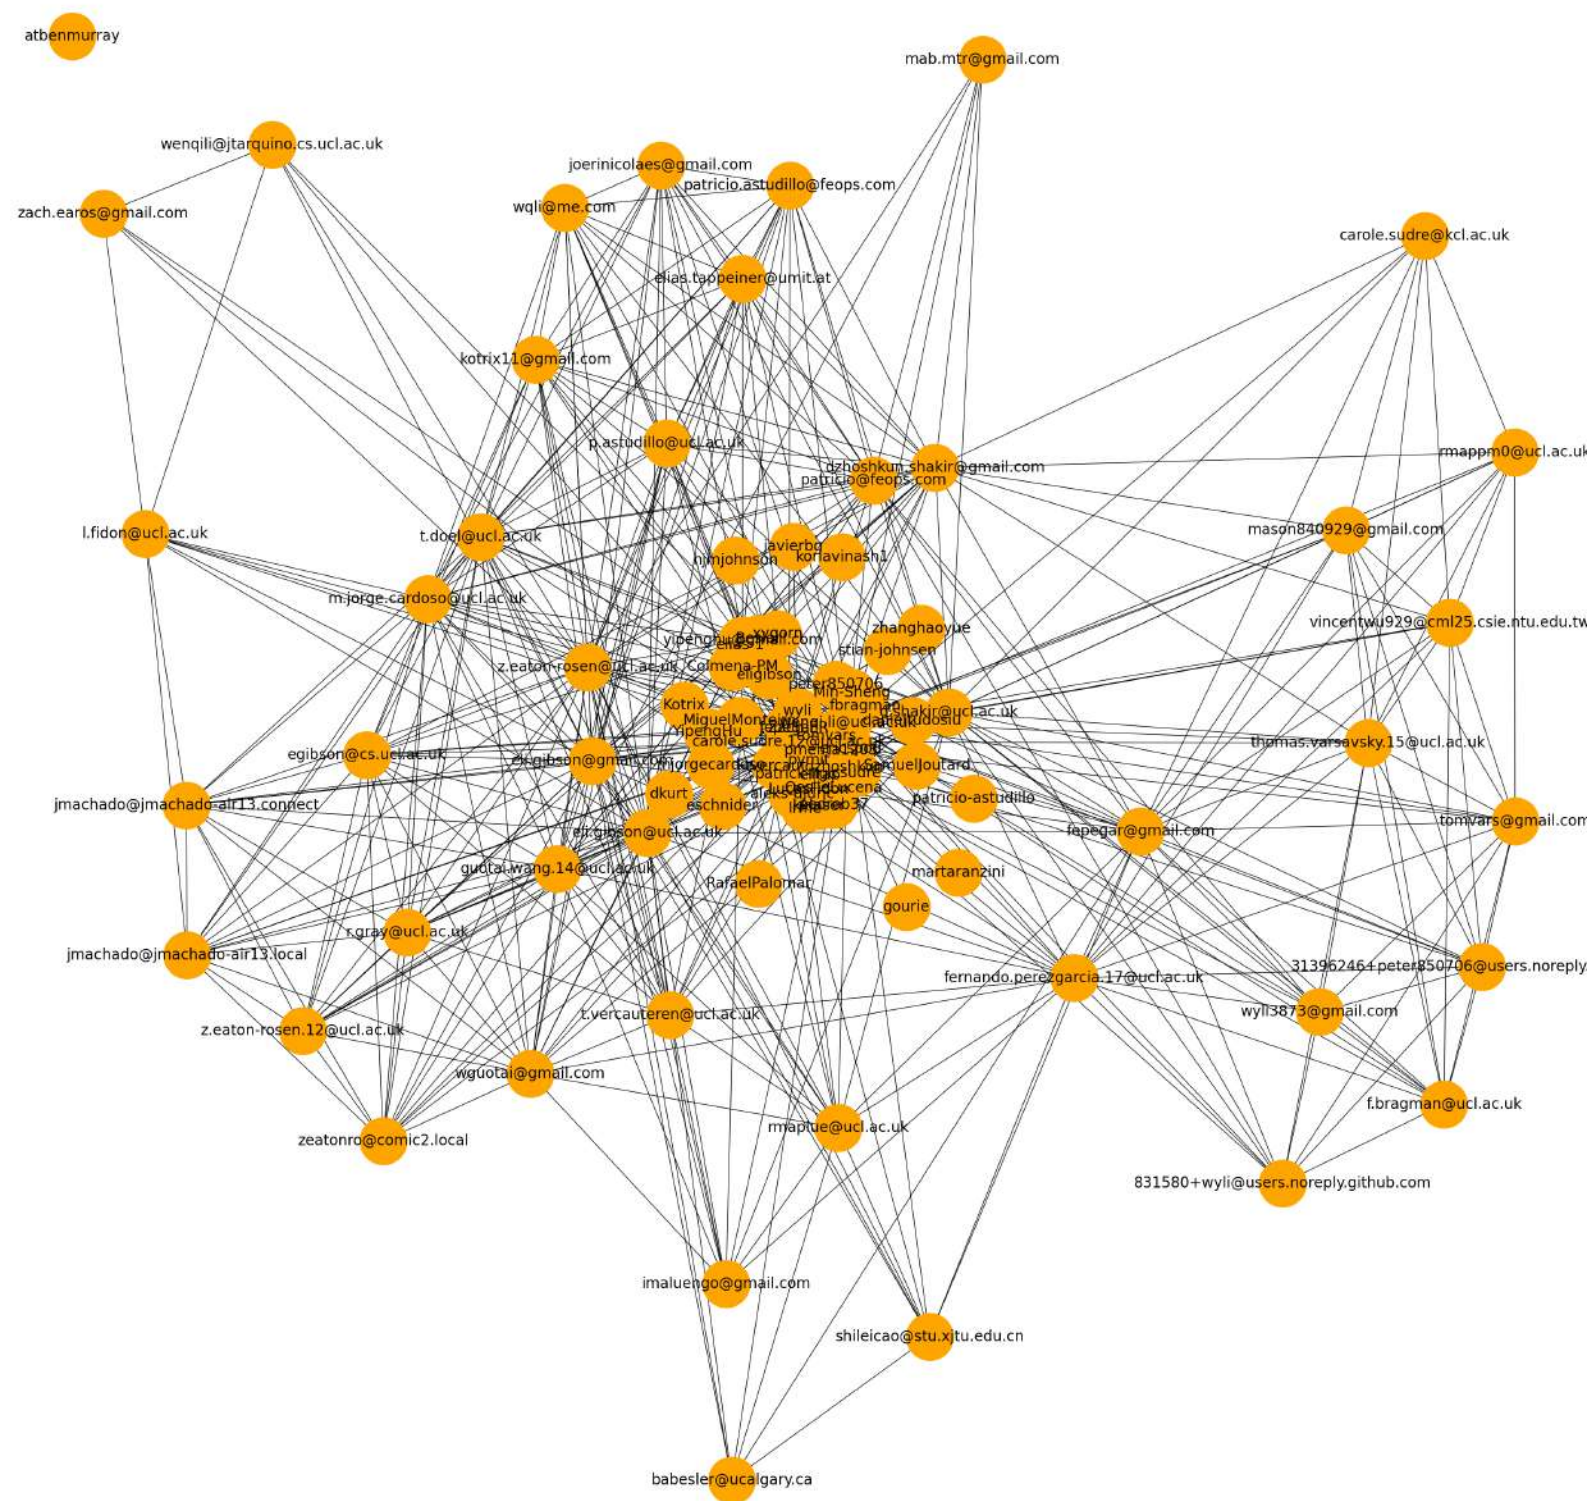 atbenmurray
mab.mtr@gmail.com
wenqili@jtarquino.cs.ucl.ac.uk
joerinicolaes@gmail.com
patricio.astudillo@feops.com
zach.earos@gmail.com
wqli@me.com
carole.sudre@kcl.ac.uk
elias.tappeiner@umit.at
kotrix11@gmail.com
p.astudillo@ucl.ac.uk
rmappm0@ucl.ac.uk
dzhoshkun.shakir@gmail.com
patricio@feops.com
mason840929@gmail.com
l.fidon@ucl.ac.uk
t.doel@ucl.ac.uk
javierbg
njmjohnson
koriavinash1
m.jorge.cardoso@ucl.ac.uk
vincentwu929@cml25.csie.ntu.edu.tw
zhanghaoyue
xygorn
stian-johnsen
z.eaton-rosen@ucl.ac.uk
Colmena-PM
eligibson
peter850706
Min-Sheng
Kotrix
fbragman
wyli
d.shakir@ucl.ac.uk
MiguelMonteiro
YipengHu
thomas.varsavsky.15@ucl.ac.uk
egibson@cs.ucl.ac.uk
eli.gibson@gmail.com
SamuelJoutard
dkurt
patricio-astudillo
jmachado@jmachado-air13.connect
eschnider
tomvars@gmail.com
eli.gibson@ucl.ac.uk
fepegar@gmail.com
guotai.wang.14@ucl.ac.uk
martaranzini
RafaelPalomar
gourie
r.gray@ucl.ac.uk
jmachado@jmachado-air13.local
31396246+peter850706@users.noreply.
fernando.perezgarcia.17@ucl.ac.uk
wyli3873@gmail.com
t.vercauteren@ucl.ac.uk
z.eaton-rosen.12@ucl.ac.uk
wguotai@gmail.com
f.bragman@ucl.ac.uk
rmaplue@ucl.ac.uk
zeatonro@comic2.local
831580+wyli@users.noreply.github.com
imaluengo@gmail.com
shileicao@stu.xjtu.edu.cn
babesler@ucalgary.ca